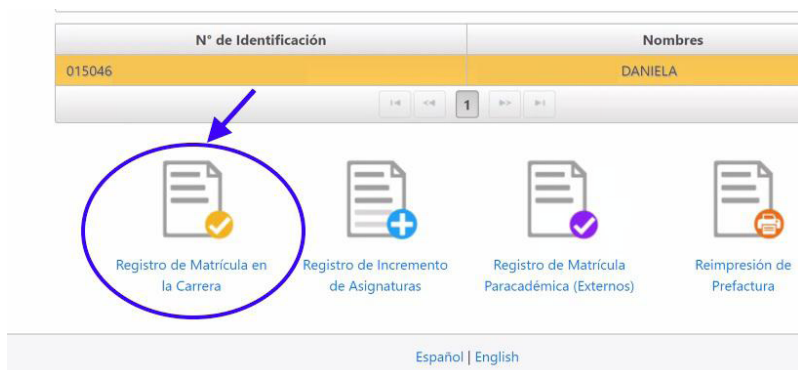 N° de Identificación Nombres
015046 DANIELA
1
Registro de Matrícula en
la Carrera
Registro de Incremento
de Asignaturas
Registro de Matrícula
Paracadémica (Externos)
Reimpresión de
Prefactura
Español | English